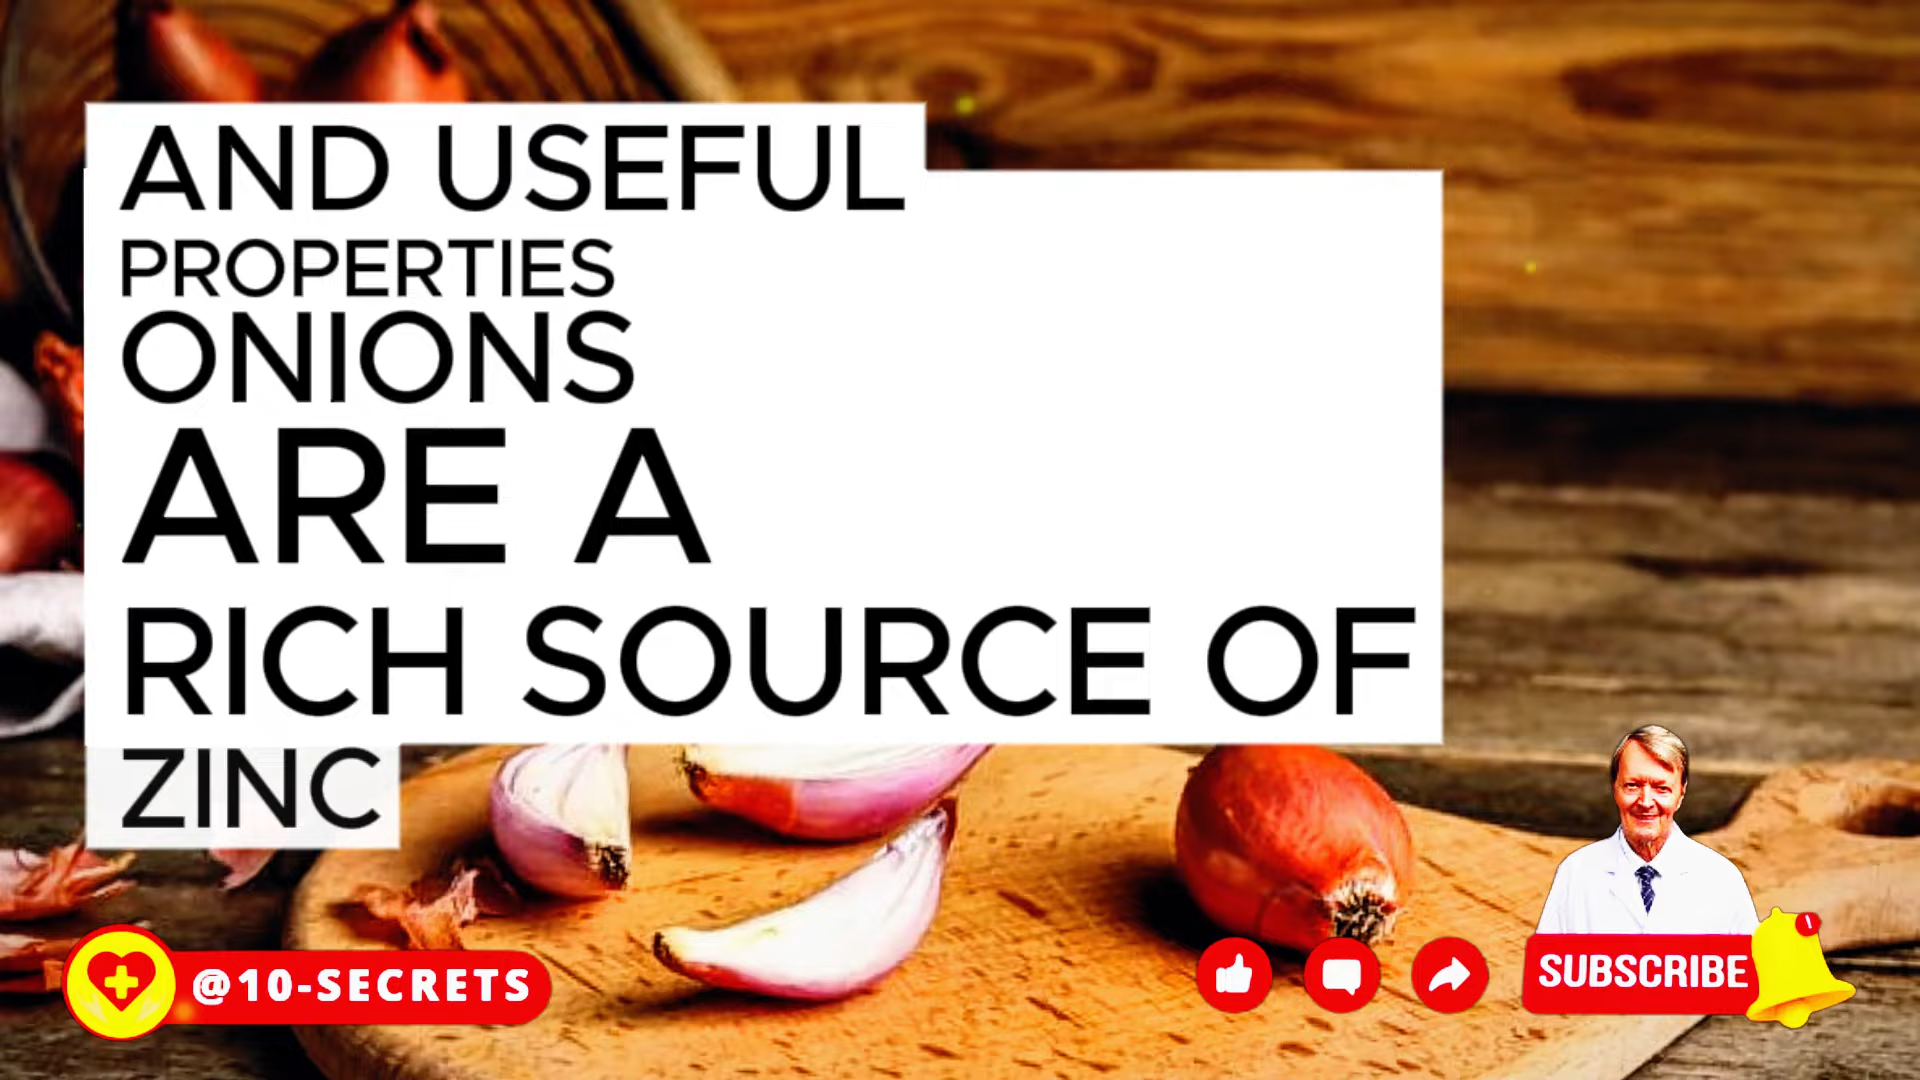 AND USEFUL
PROPERTIES
ONIONS
ARE A
RICH SOURCE OF
ZINC
@10-SECRETS
SUBSCRIBE